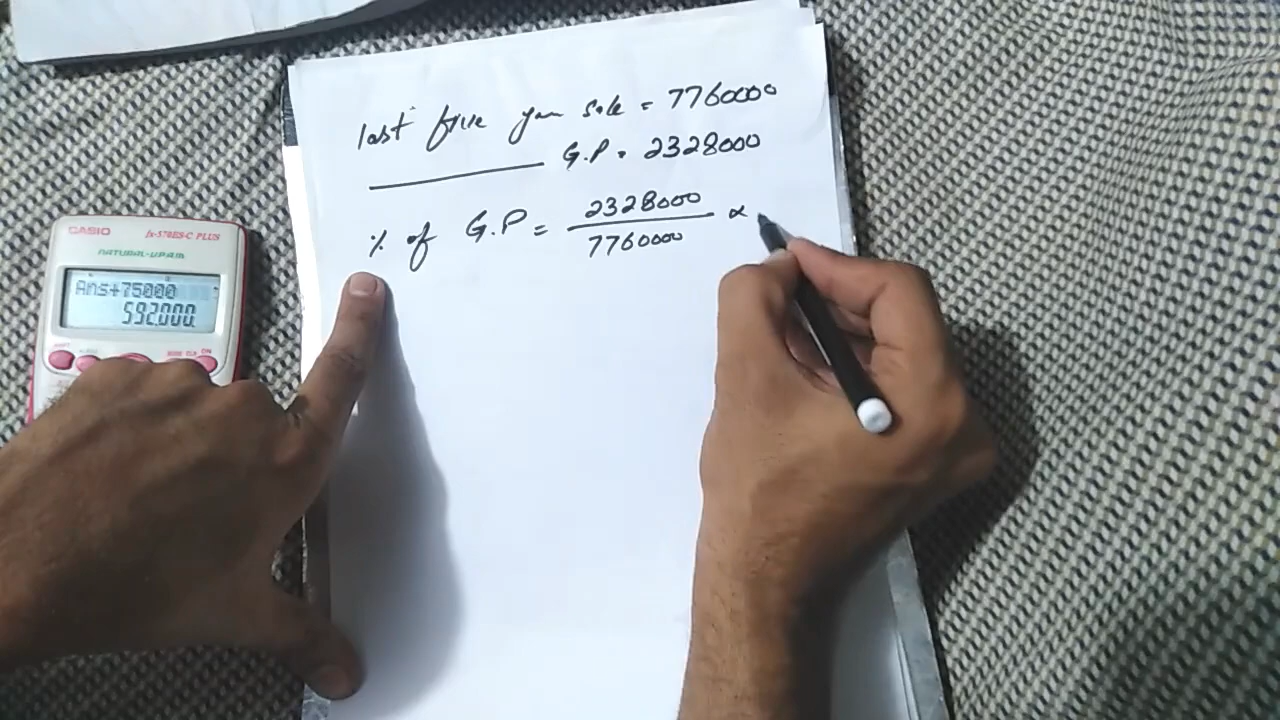 last five year sale = 7760000
G.P = 2328000
% of G.P = 2328000 / 7760000 ×
CASIO fx-570ES-C PLUS
NATURAL-V.P.A.M.
Ans+75000
592000